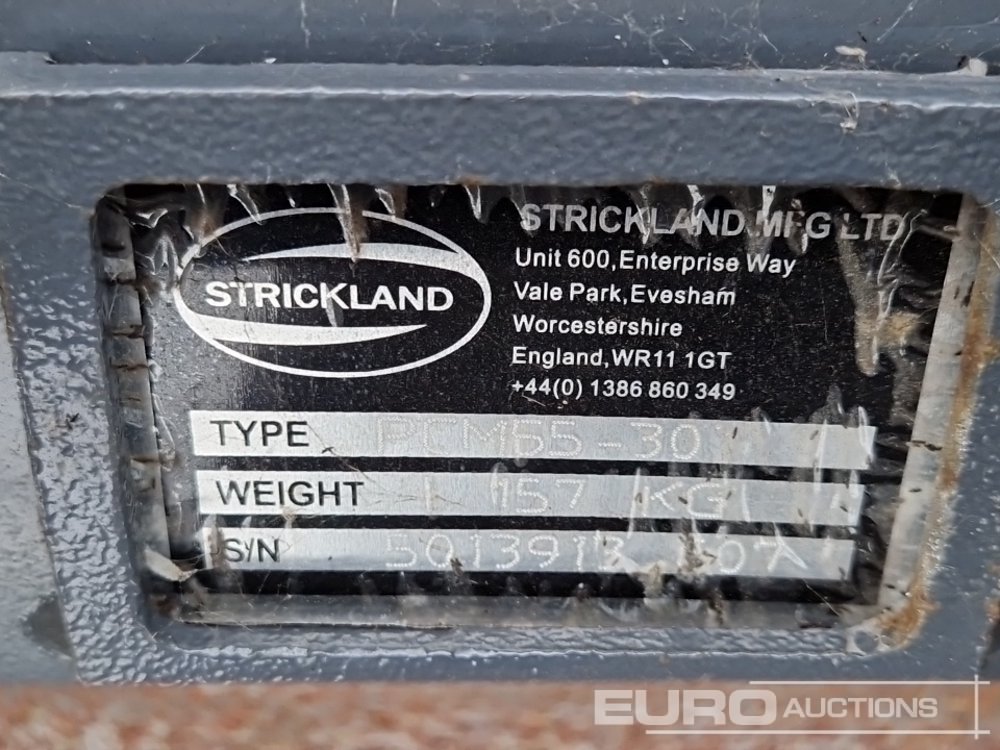 STRICKLAND
STRICKLAND MFG LTD
Unit 600, Enterprise Way
Vale Park, Evesham
Worcestershire
England, WR11 1GT
+44(0) 1386 860 349
TYPE PCM55-30
WEIGHT 157 KG
S/N
EURO AUCTIONS